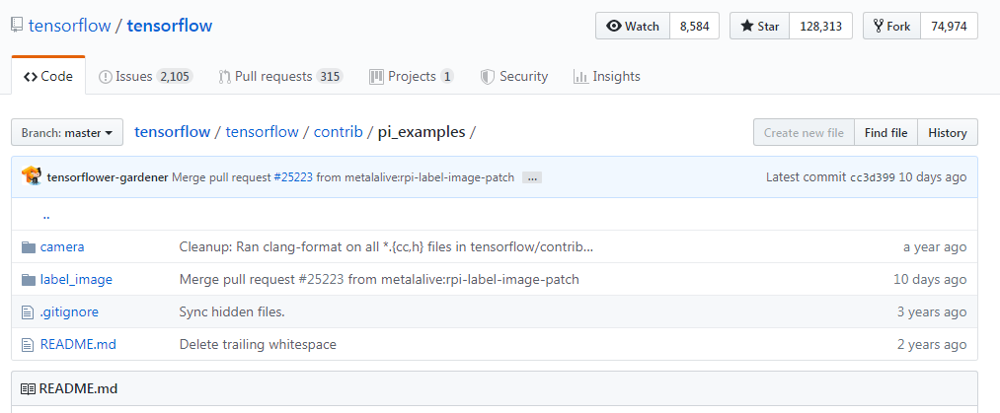 tensorflow / tensorflow Watch 8,584 Star 128,313 Fork 74,974
Code Issues 2,105 Pull requests 315 Projects 1 Security Insights
Branch: master tensorflow / tensorflow / contrib / pi_examples / Create new file Find file History
tensorflower-gardener Merge pull request #25223 from metalalive:rpi-label-image-patch ... Latest commit cc3d399 10 days ago
..
camera Cleanup: Ran clang-format on all *.{cc,h} files in tensorflow/contrib... a year ago
label_image Merge pull request #25223 from metalalive:rpi-label-image-patch 10 days ago
.gitignore Sync hidden files. 3 years ago
README.md Delete trailing whitespace 2 years ago
README.md